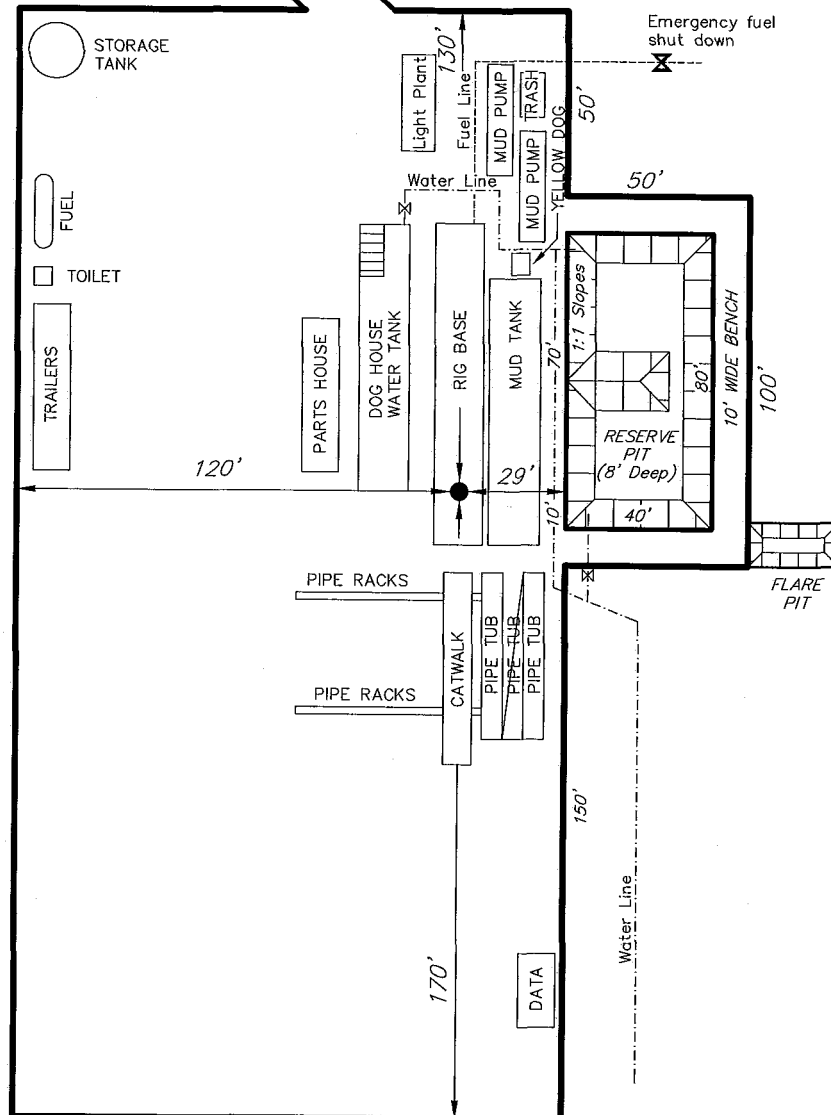 Emergency fuel
shut down
STORAGE
TANK
130'
Light Plant
Fuel Line
MUD PUMP
TRASH
50'
MUD PUMP
YELLOW DOG
Water Line
50'
FUEL
TOILET
TRAILERS
PARTS HOUSE
DOG HOUSE
WATER TANK
RIG BASE
MUD TANK
1:1 Slopes
70'
80'
10' WIDE BENCH
100'
RESERVE
PIT
(8' Deep)
120'
29'
10'
40'
FLARE
PIT
PIPE RACKS
PIPE RACKS
CATWALK
PIPE TUB
PIPE TUB
PIPE TUB
150'
Water Line
170'
DATA